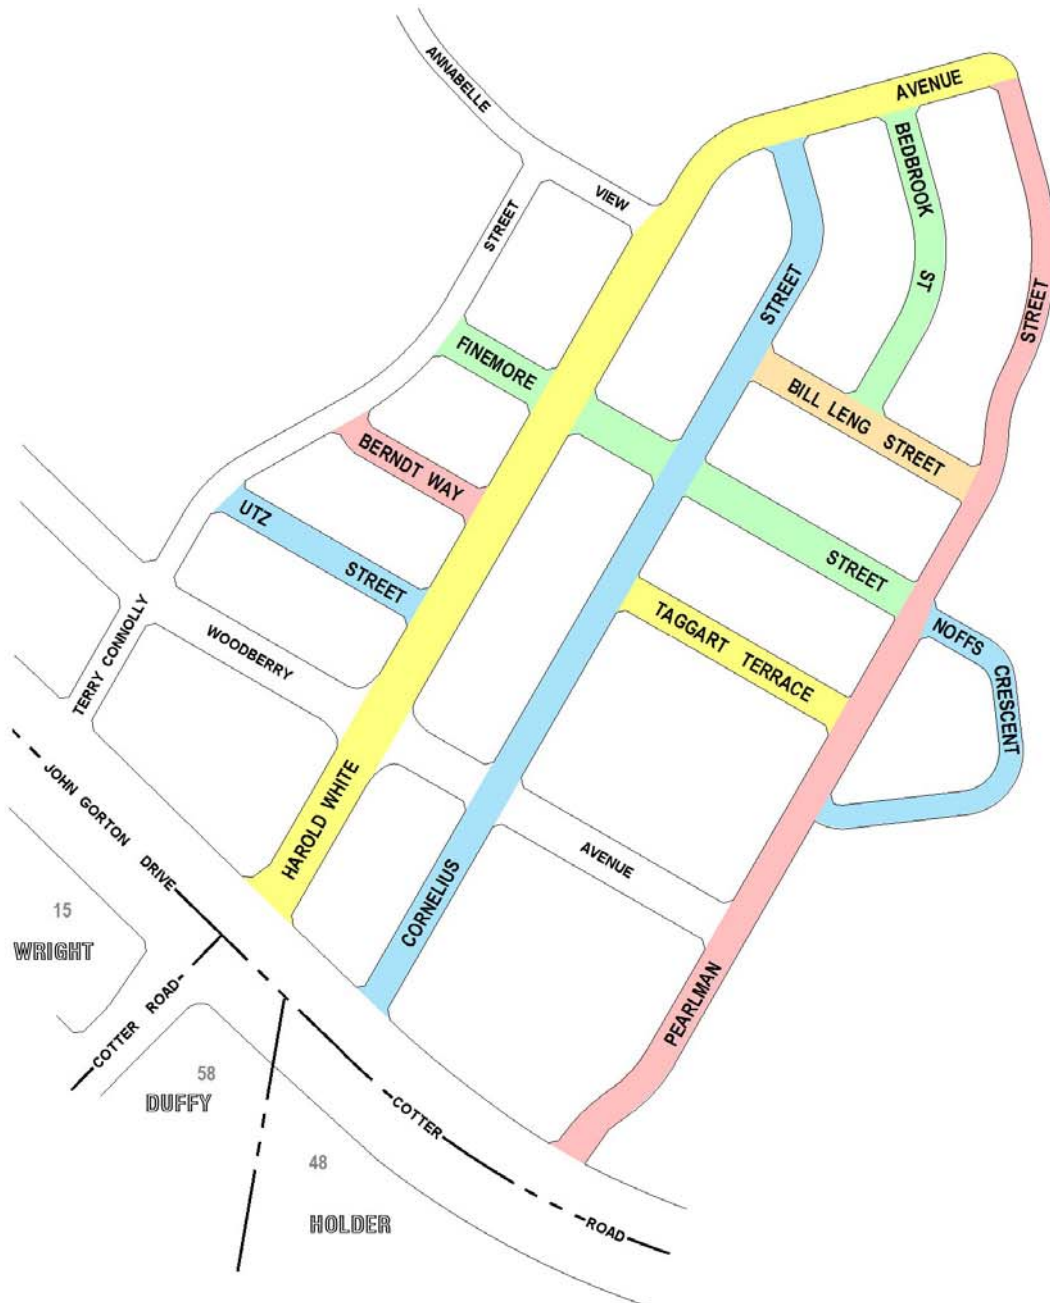 ANNABELLE
VIEW
AVENUE
BEDBROOK
ST
STREET
STREET
STREET
FINEMORE
STREET
BILL LENG STREET
BERNDT WAY
UTZ
STREET
TAGGART TERRACE
NOFFS
CRESCENT
WOODBERRY
AVENUE
TERRY CONNOLLY
HAROLD WHITE
CORNELIUS
PEARLMAN
JOHN GORTON DRIVE
15
WRIGHT
COTTER ROAD
58
DUFFY
48
HOLDER
COTTER
ROAD